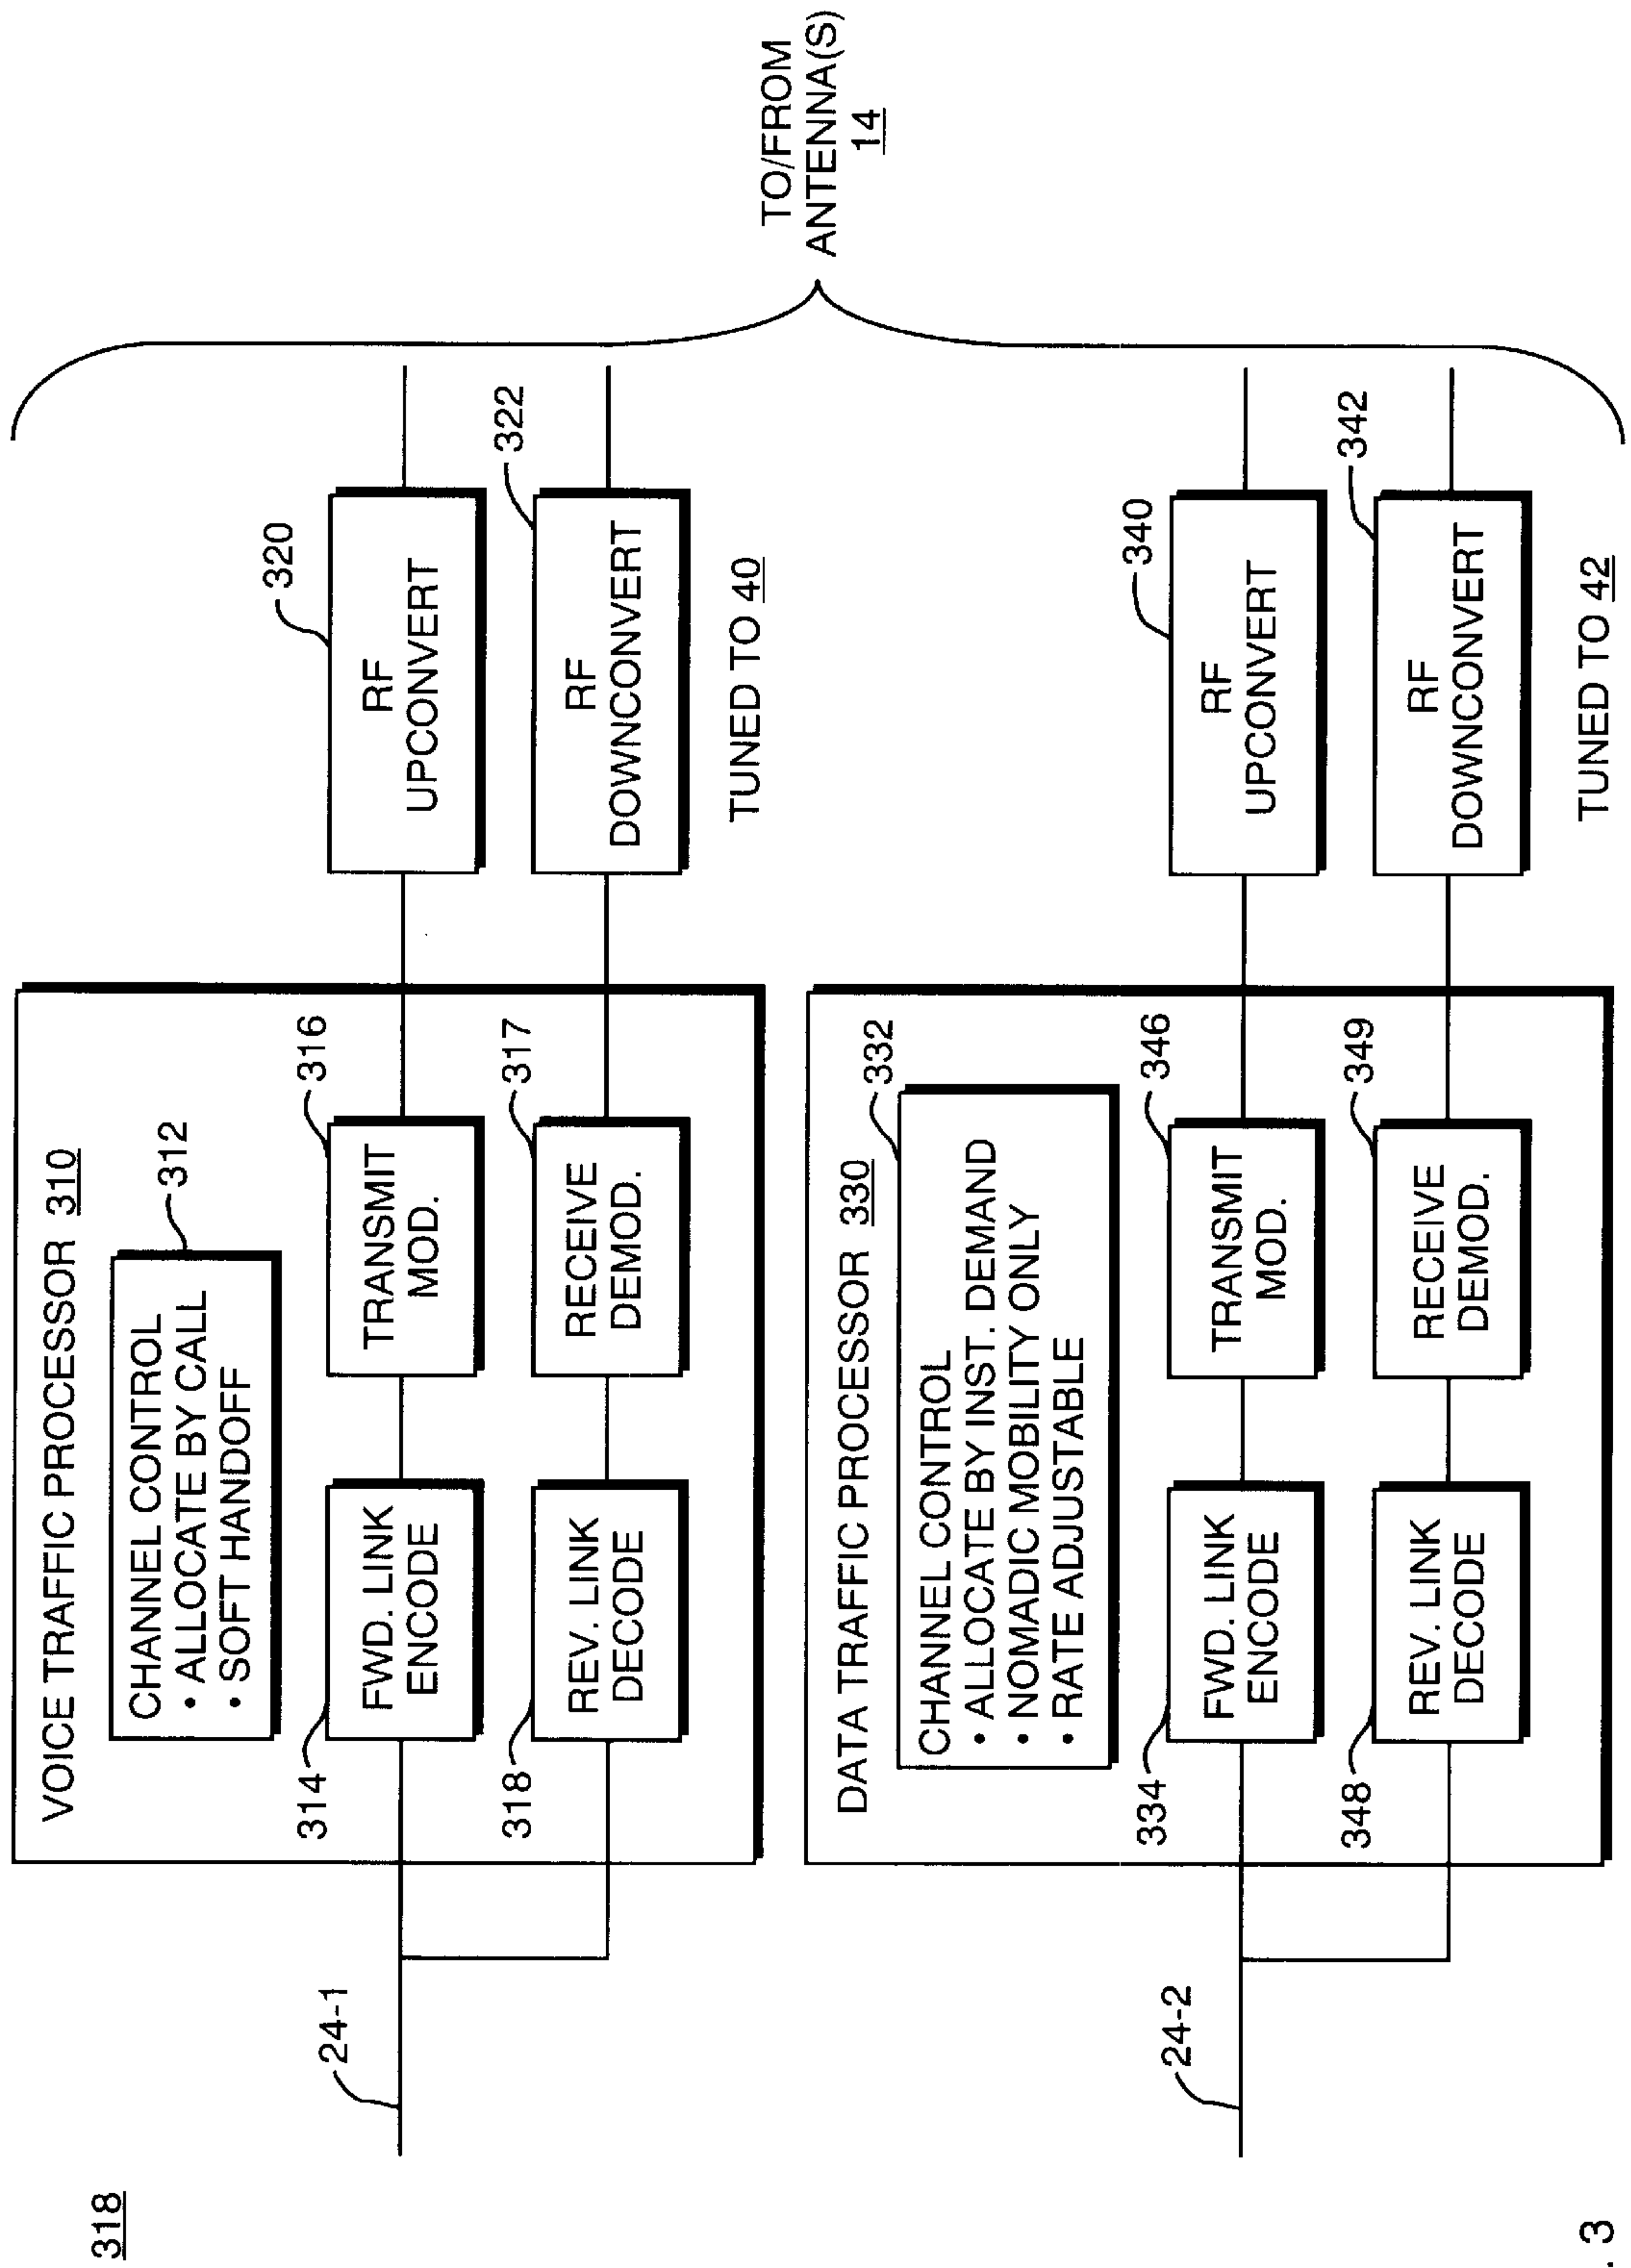 318
VOICE TRAFFIC PROCESSOR 310
312
CHANNEL CONTROL
• ALLOCATE BY CALL
• SOFT HANDOFF
24-1
314
FWD. LINK
ENCODE
316
TRANSMIT
MOD.
320
RF
UPCONVERT
318
REV. LINK
DECODE
317
RECEIVE
DEMOD.
322
RF
DOWNCONVERT
TUNED TO 40
TO/FROM
ANTENNA(S)
14
DATA TRAFFIC PROCESSOR 330
332
CHANNEL CONTROL
• ALLOCATE BY INST. DEMAND
• NOMADIC MOBILITY ONLY
• RATE ADJUSTABLE
24-2
334
FWD. LINK
ENCODE
346
TRANSMIT
MOD.
340
RF
UPCONVERT
348
REV. LINK
DECODE
349
RECEIVE
DEMOD.
342
RF
DOWNCONVERT
TUNED TO 42
. 3